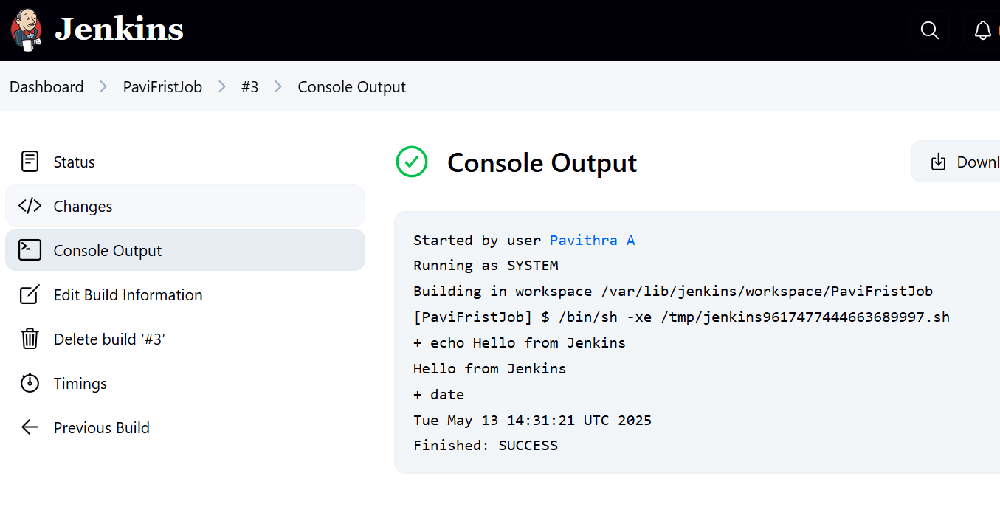 Jenkins
Dashboard > PaviFristJob > #3 > Console Output
Status
Changes
Console Output
Edit Build Information
Delete build ‘#3’
Timings
Previous Build
Console Output
Started by user Pavithra A
Running as SYSTEM
Building in workspace /var/lib/jenkins/workspace/PaviFristJob
[PaviFristJob] $ /bin/sh -xe /tmp/jenkins9617477444663689997.sh
+ echo Hello from Jenkins
Hello from Jenkins
+ date
Tue May 13 14:31:21 UTC 2025
Finished: SUCCESS